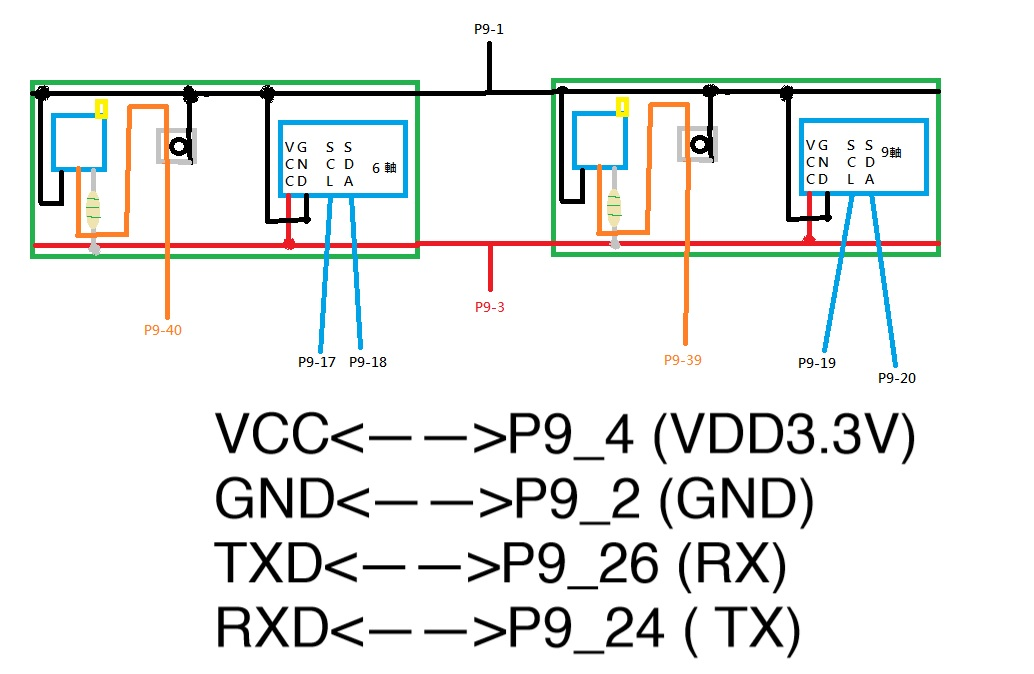 P9-1
VG S S
CN C D
CD L A
6 軸
VG S S
CN C D
CD L A
9軸
P9-40
P9-3
P9-39
P9-17 P9-18
P9-19
P9-20
VCC<－－>P9_4 (VDD3.3V)
GND<－－>P9_2 (GND)
TXD<－－>P9_26 (RX)
RXD<－－>P9_24 ( TX)